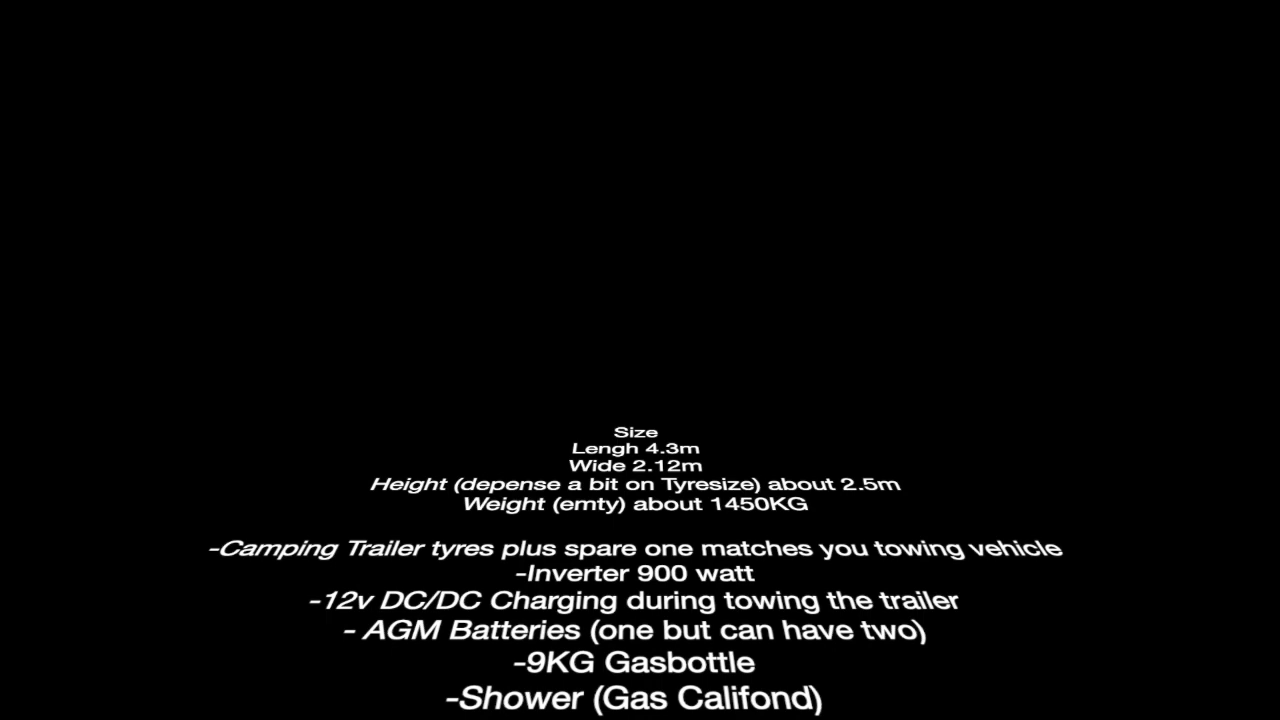 Size
Lengh 4.3m
Wide 2.12m
Height (depense a bit on Tyresize) about 2.5m
Weight (emty) about 1450KG
-Camping Trailer tyres plus spare one matches you towing vehicle
-Inverter 900 watt
-12v DC/DC Charging during towing the trailer
- AGM Batteries (one but can have two)
-9KG Gasbottle
-Shower (Gas Califond)